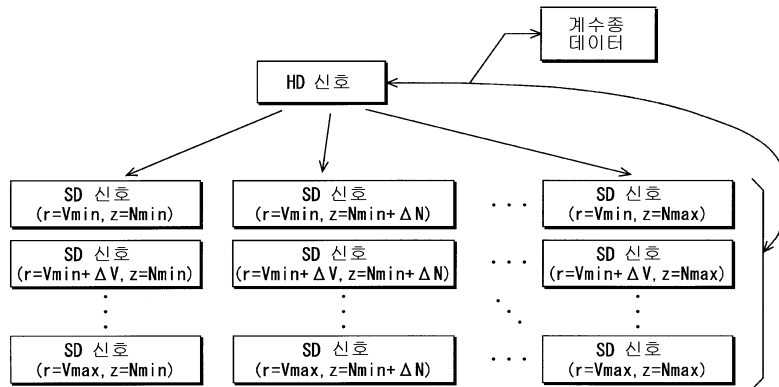 계수종
데이터
HD 신호
SD 신호
(r=Vmin, z=Nmin)
SD 신호
(r=Vmin, z=Nmin+ΔN)
...
SD 신호
(r=Vmin, z=Nmax)
SD 신호
(r=Vmin+ΔV, z=Nmin)
SD 신호
(r=Vmin+ΔV, z=Nmin+ΔN)
...
SD 신호
(r=Vmin+ΔV, z=Nmax)
SD 신호
(r=Vmax, z=Nmin)
SD 신호
(r=Vmax, z=Nmin+ΔN)
...
SD 신호
(r=Vmax, z=Nmax)